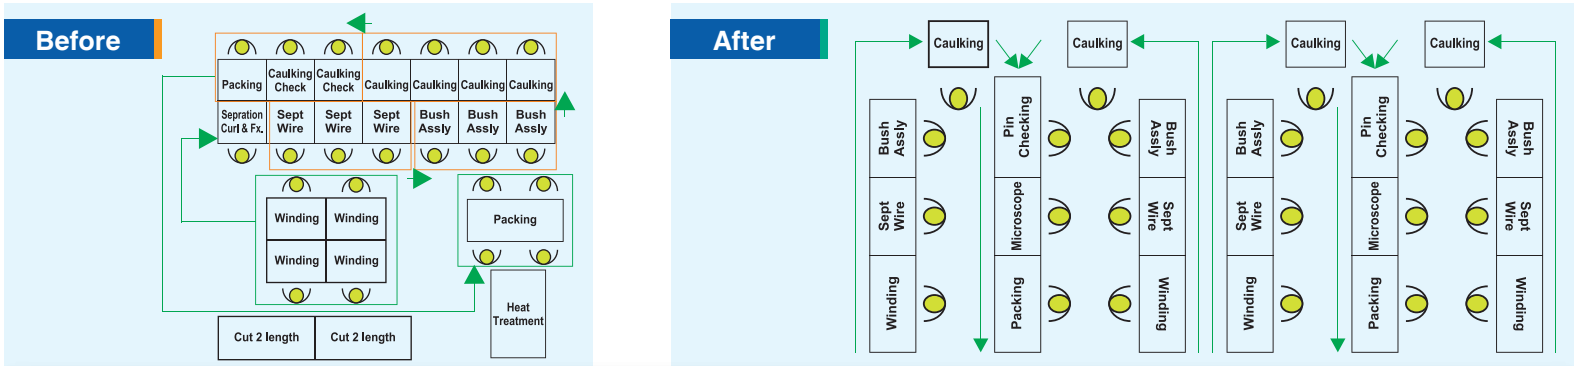 Before
Packing
Caulking
Check
Caulking
Check
Caulking
Caulking
Caulking
Caulking
Sepration
Curl & Fx.
Sept
Wire
Sept
Wire
Sept
Wire
Bush
Assly
Bush
Assly
Bush
Assly
Winding
Winding
Winding
Winding
Packing
Heat
Treatment
Cut 2 length
Cut 2 length
After
Caulking
Caulking
Bush
Assly
Sept
Wire
Winding
Pin
Checking
Microscope
Packing
Bush
Assly
Sept
Wire
Winding
Caulking
Caulking
Bush
Assly
Sept
Wire
Winding
Pin
Checking
Microscope
Packing
Bush
Assly
Sept
Wire
Winding